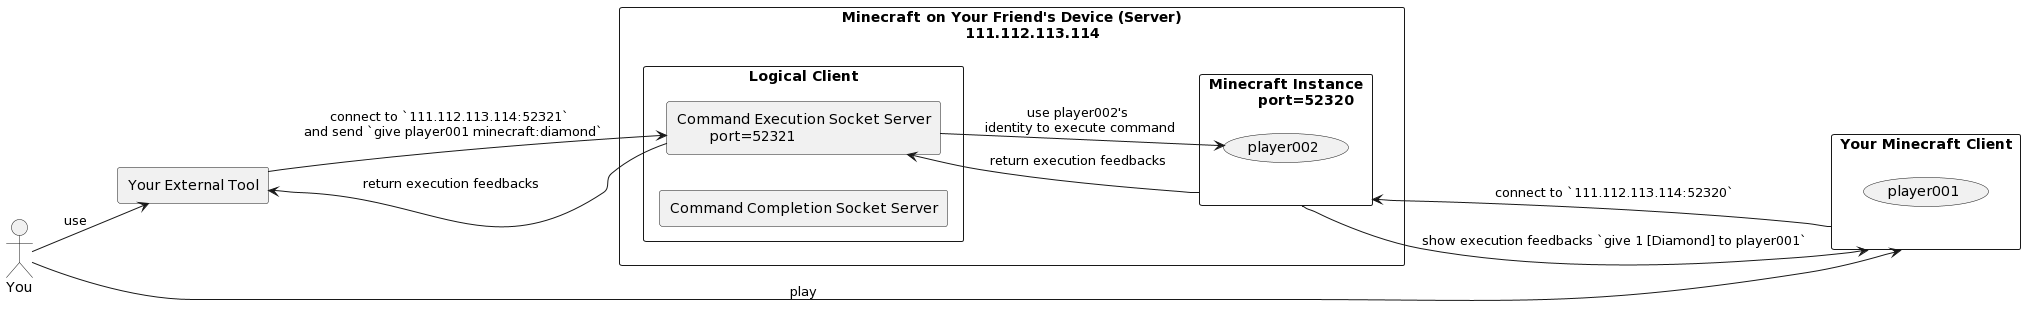 Minecraft on Your Friend's Device (Server)
111.112.113.114
Logical Client
Command Execution Socket Server
port=52321
Command Completion Socket Server
Minecraft Instance
port=52320
player002
Your Minecraft Client
player001
Your External Tool
You
use
connect to `111.112.113.114:52321`
and send `give player001 minecraft:diamond`
return execution feedbacks
use player002's
identity to execute command
return execution feedbacks
connect to `111.112.113.114:52320`
show execution feedbacks `give 1 [Diamond] to player001`
play